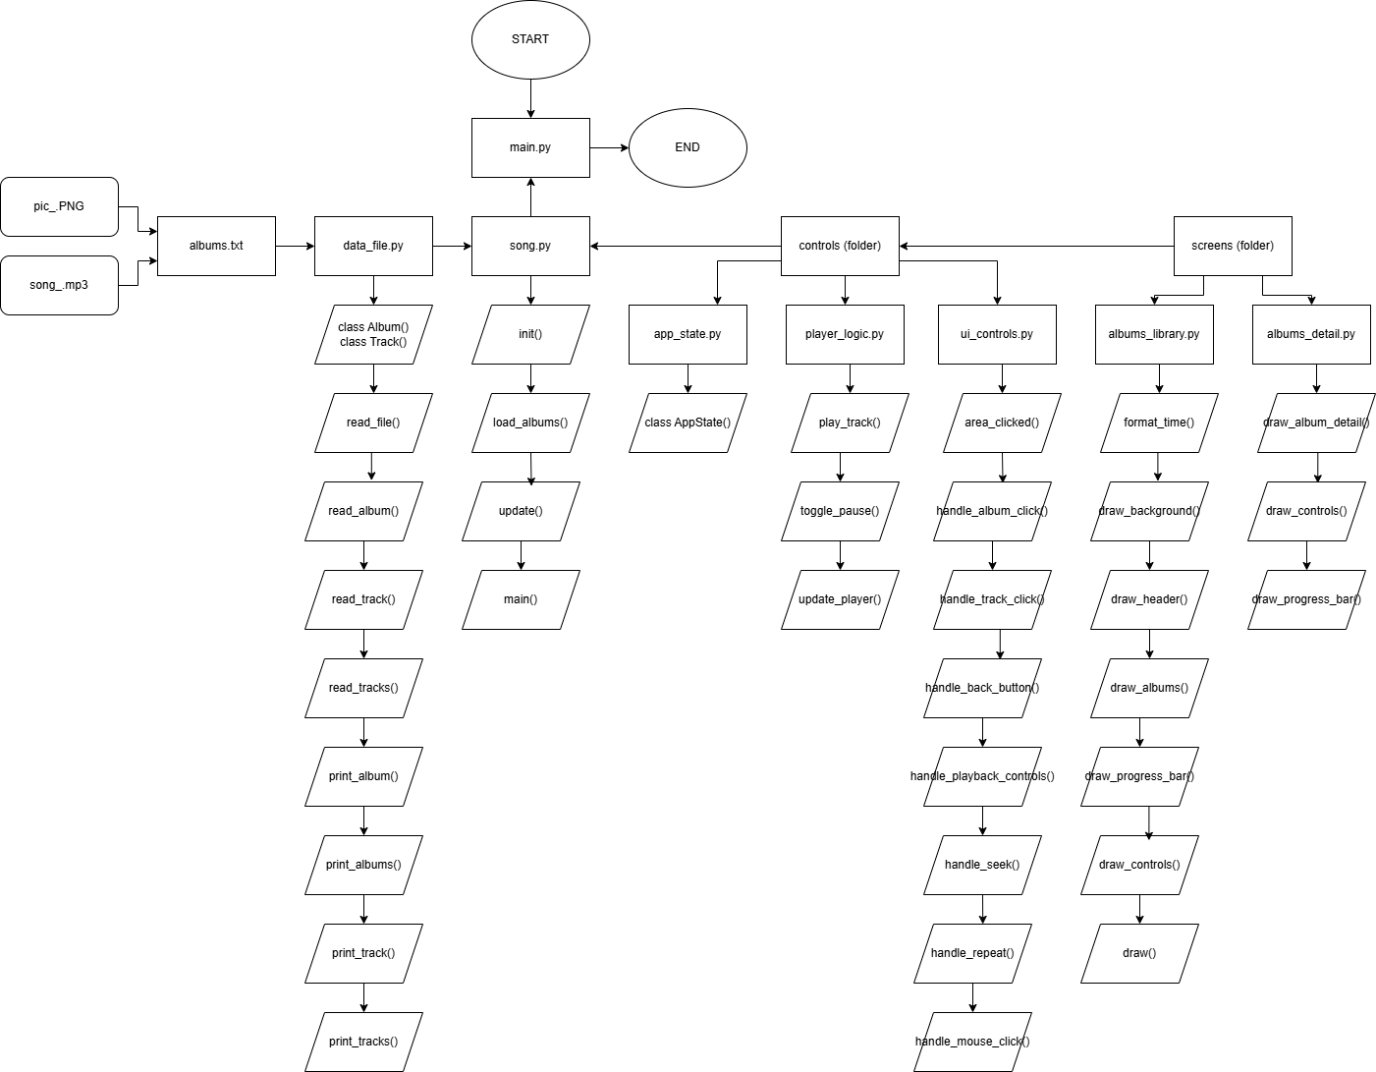 START
main.py
END
pic_.PNG
song_.mp3
albums.txt
data_file.py
song.py
controls (folder)
screens (folder)
class Album()
class Track()
init()
app_state.py
player_logic.py
ui_controls.py
albums_library.py
albums_detail.py
read_file()
load_albums()
class AppState()
play_track()
area_clicked()
format_time()
draw_album_detail()
read_album()
update()
toggle_pause()
handle_album_click()
draw_background()
draw_controls()
read_track()
main()
update_player()
handle_track_click()
draw_header()
draw_progress_bar()
read_tracks()
handle_back_button()
draw_albums()
print_album()
handle_playback_controls()
draw_progress_bar()
print_albums()
handle_seek()
draw_controls()
print_track()
handle_repeat()
draw()
print_tracks()
handle_mouse_click()